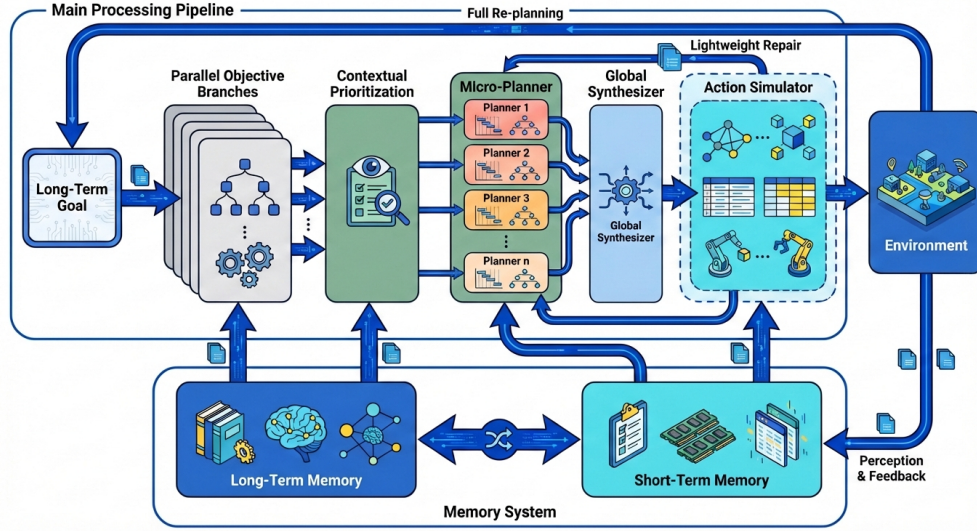 Main Processing Pipeline
Full Re-planning
Lightweight Repair
Parallel Objective
Branches
Contextual
Prioritization
Micro-Planner
Global
Synthesizer
Action Simulator
Long-Term
Goal
Planner 1
Planner 2
Planner 3
Planner n
Global
Synthesizer
Environment
Long-Term Memory
Short-Term Memory
Perception
& Feedback
Memory System